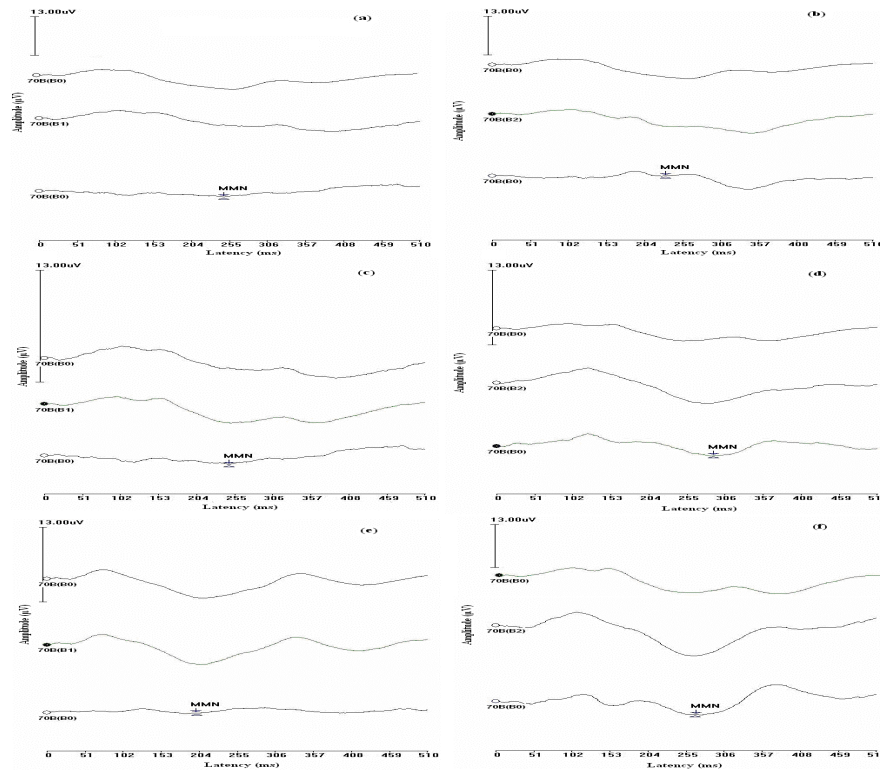 13.00uV
(a)
70B(B0)
70B(B1)
Amplitude (µV)
MMN
70B(B0)
0 51 102 153 204 255 306 357 408 459 510
Latency (ms)
13.00uV
(b)
70B(B0)
70B(B2)
Amplitude (µV)
MMN
70B(B0)
0 51 102 153 204 255 306 357 408 459 510
Latency (ms)
13.00uV
(c)
70B(B0)
Amplitude (µV)
70B(B1)
MMN
70B(B0)
0 51 102 153 204 255 306 357 408 459 510
Latency (ms)
13.00uV
(d)
70B(B0)
Amplitude (µV)
70B(B2)
MMN
70B(B0)
0 51 102 153 204 255 306 357 408 459 51
Latency (ms)
13.00uV
(e)
70B(B0)
Amplitude (µV)
70B(B1)
MMN
70B(B0)
0 51 102 153 204 255 306 357 408 459 510
Latency (ms)
13.00uV
(f)
70B(B0)
Amplitude (µV)
70B(B2)
MMN
70B(B0)
0 51 102 153 204 255 306 357 408 459 510
Latency (ms)